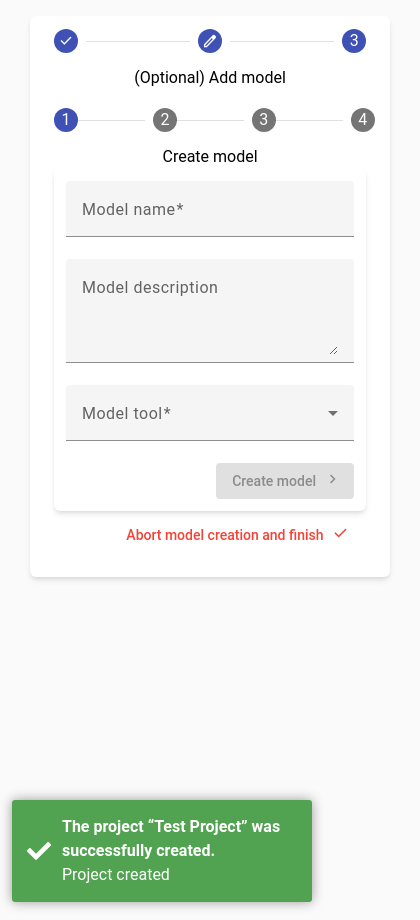 3
(Optional) Add model
1 2 3 4
Create model
Model name*
Model description
Model tool*
Create model
Abort model creation and finish
The project “Test Project” was
successfully created.
Project created